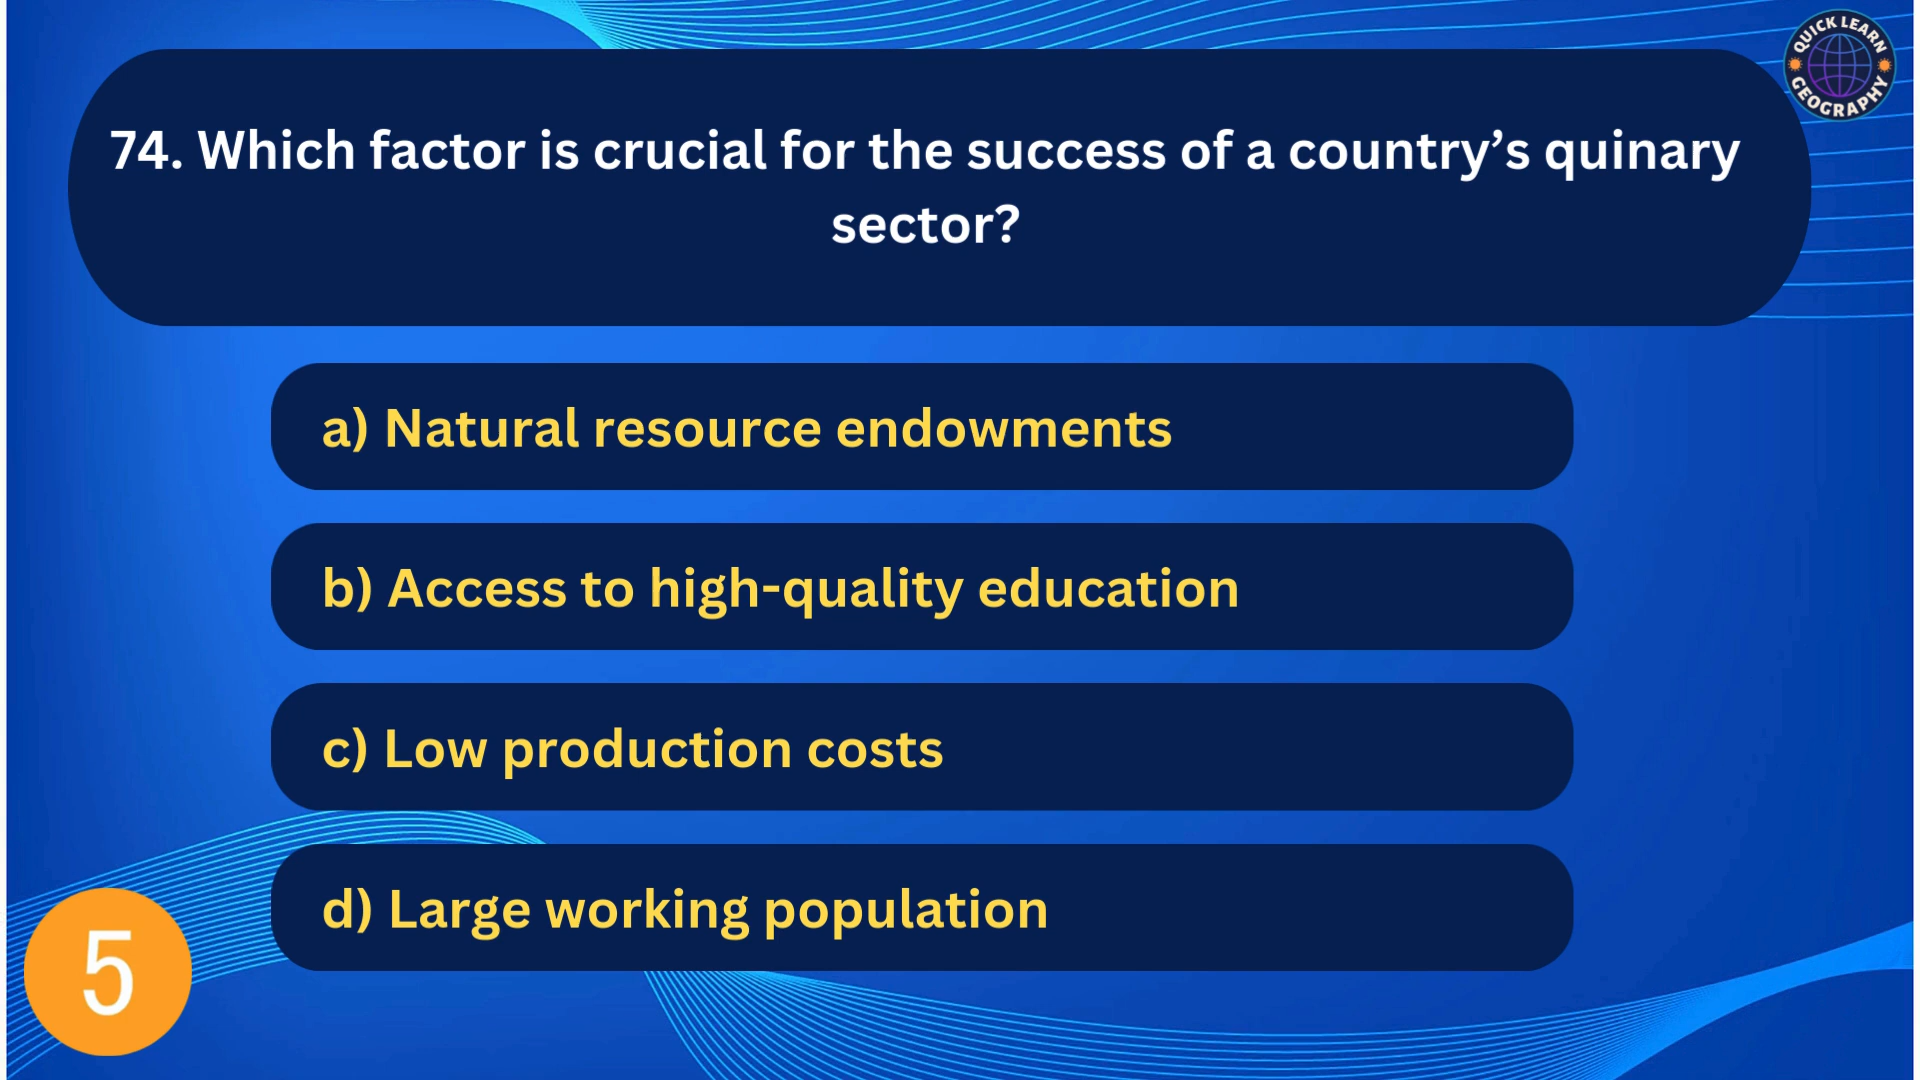 QUICK LEARN
GEOGRAPHY
74. Which factor is crucial for the success of a country’s quinary
sector?
a) Natural resource endowments
b) Access to high-quality education
c) Low production costs
d) Large working population
5